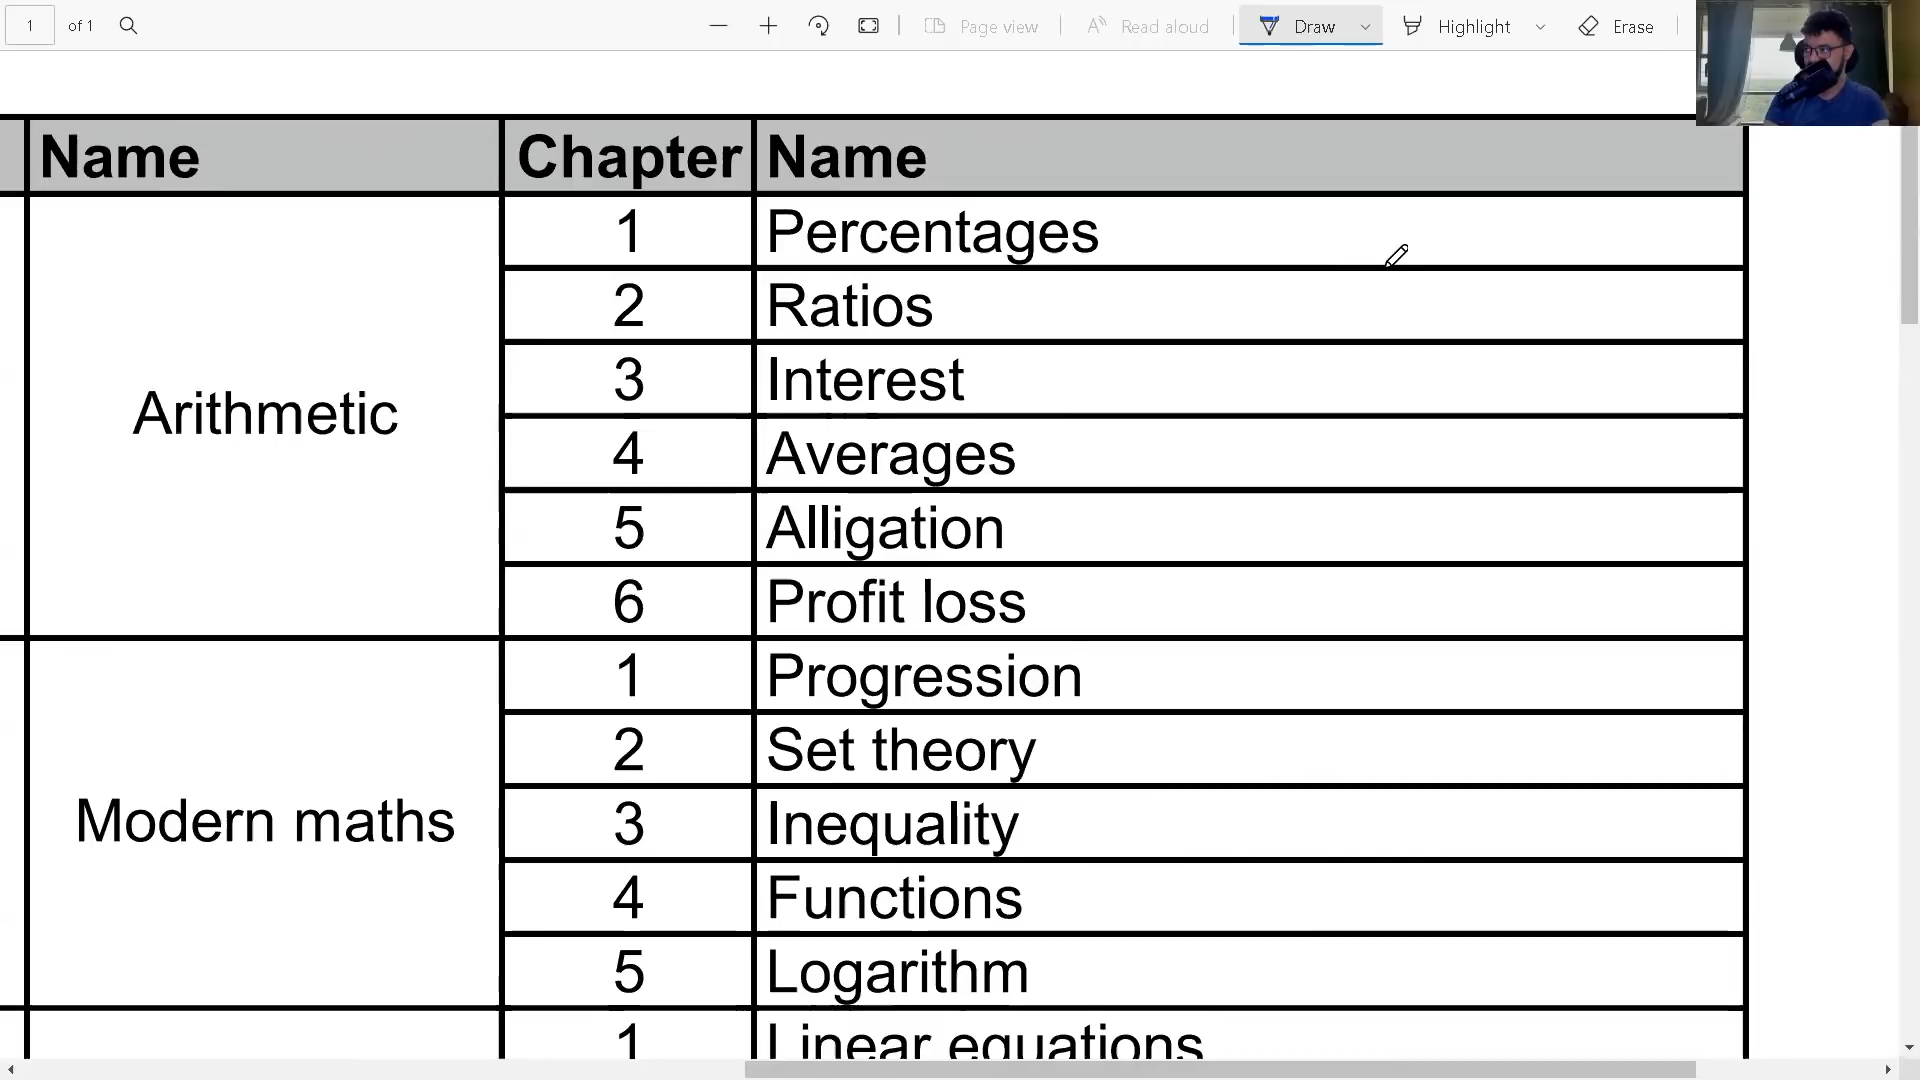 1 of 1 Page view Read aloud Draw Highlight Erase
Name Chapter Name
Arithmetic
1 Percentages
2 Ratios
3 Interest
4 Averages
5 Alligation
6 Profit loss
Modern maths
1 Progression
2 Set theory
3 Inequality
4 Functions
5 Logarithm
1 Linear equations